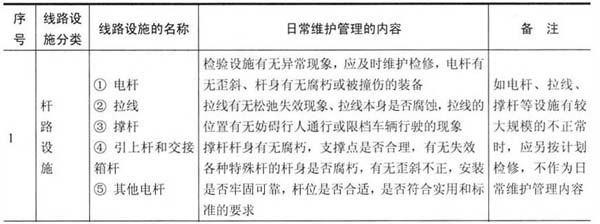 序号
线路设施分类
线路设施的名称
日常维护管理的内容
备 注
1
杆路设施
① 电杆
② 拉线
③ 撑杆
④ 引上杆和交接
箱杆
⑤ 其他电杆
检验设施有无异常现象，应及时维护检修，电杆有
无歪斜、杆身有无腐朽或被撞伤的装备
拉线有无松弛失效现象、拉线本身是否腐蚀，拉线的
位置有无妨碍行人通行或限档车辆行驶的现象
撑杆杆身有无腐朽，支撑点是否合理，有无失效
各种特殊杆的杆身是否腐朽，有无歪斜不正，安装
是否牢固可靠，杆位是否合适，是否符合实用和标
准的要求
如电杆、拉线、
撑杆等设施有较
大规模的不正常
时，应另按计划
检修，不作为日
常维护管理内容